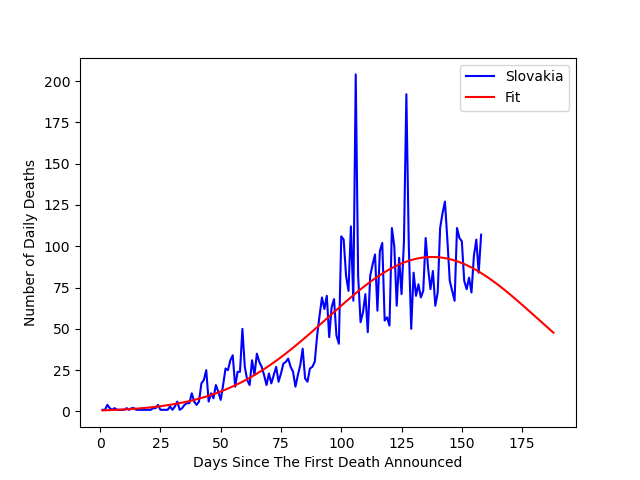 Slovakia
Fit
200
175
150
125
100
75
50
25
0
Number of Daily Deaths
0 25 50 75 100 125 150 175
Days Since The First Death Announced